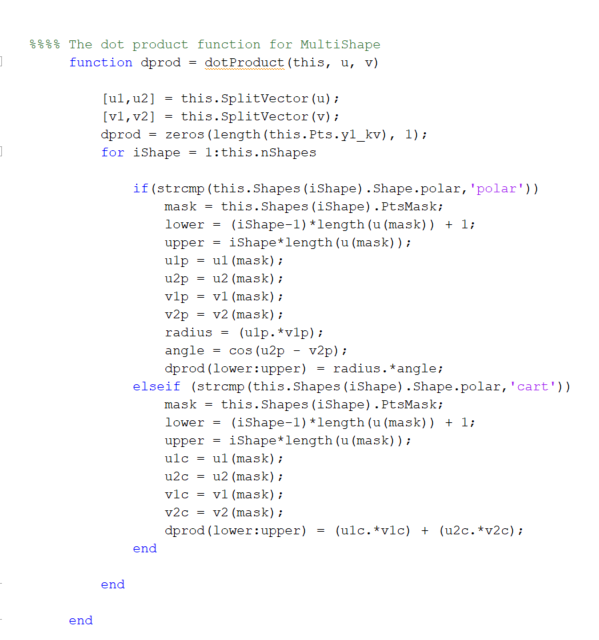 %%%% The dot product function for MultiShape
function dprod = dotProduct(this, u, v)
[u1,u2] = this.SplitVector(u);
[v1,v2] = this.SplitVector(v);
dprod = zeros(length(this.Pts.y1_kv), 1);
for iShape = 1:this.nShapes
if(strcmp(this.Shapes(iShape).Shape.polar,'polar'))
mask = this.Shapes(iShape).PtsMask;
lower = (iShape-1)*length(u(mask)) + 1;
upper = iShape*length(u(mask));
u1p = u1(mask);
u2p = u2(mask);
v1p = v1(mask);
v2p = v2(mask);
radius = (u1p.*v1p);
angle = cos(u2p - v2p);
dprod(lower:upper) = radius.*angle;
elseif (strcmp(this.Shapes(iShape).Shape.polar,'cart'))
mask = this.Shapes(iShape).PtsMask;
lower = (iShape-1)*length(u(mask)) + 1;
upper = iShape*length(u(mask));
u1c = u1(mask);
u2c = u2(mask);
v1c = v1(mask);
v2c = v2(mask);
dprod(lower:upper) = (u1c.*v1c) + (u2c.*v2c);
end
end
end